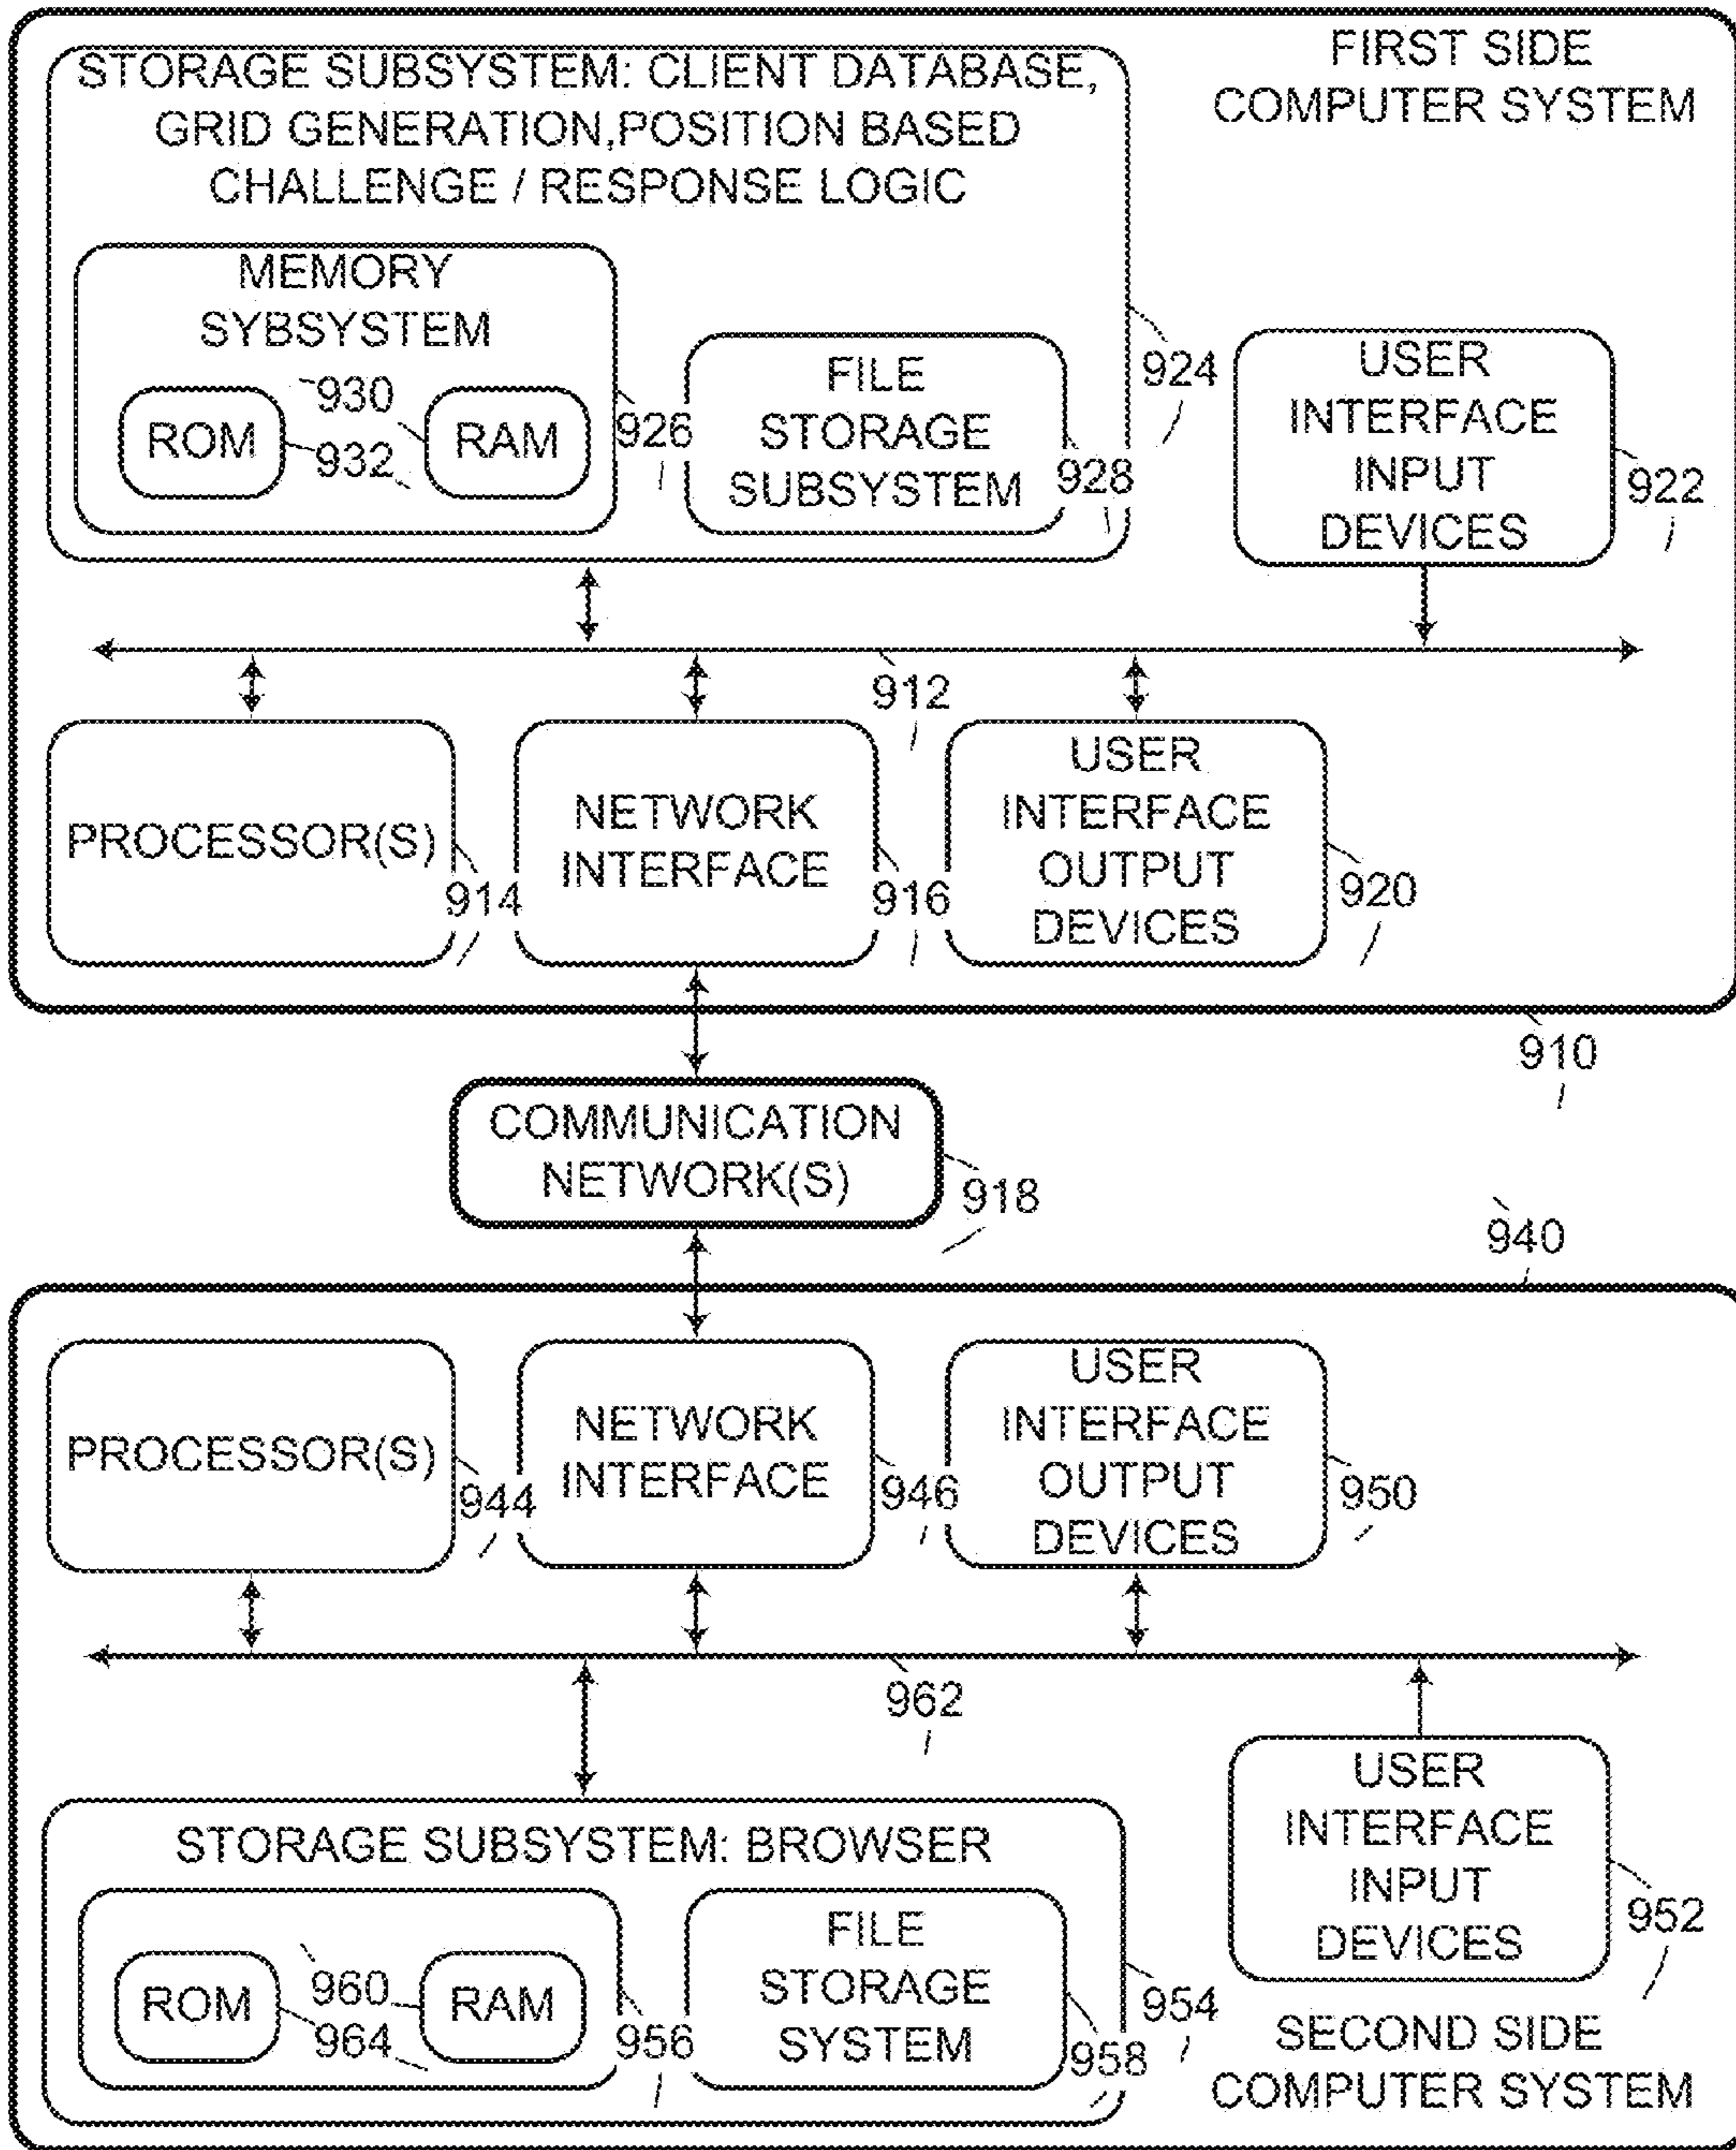 FIRST SIDE
COMPUTER SYSTEM
STORAGE SUBSYSTEM: CLIENT DATABASE,
GRID GENERATION,POSITION BASED
CHALLENGE / RESPONSE LOGIC
MEMORY
SYBSYSTEM
930
ROM
932
RAM
926
FILE
STORAGE
SUBSYSTEM
928
924
USER
INTERFACE
INPUT
DEVICES
922
912
PROCESSOR(S)
914
NETWORK
INTERFACE
916
USER
INTERFACE
OUTPUT
DEVICES
920
910
COMMUNICATION
NETWORK(S)
918
940
PROCESSOR(S)
944
NETWORK
INTERFACE
946
USER
INTERFACE
OUTPUT
DEVICES
950
962
STORAGE SUBSYSTEM: BROWSER
ROM
960
964
RAM
956
FILE
STORAGE
SYSTEM
958
954
USER
INTERFACE
INPUT
DEVICES
952
SECOND SIDE
COMPUTER SYSTEM